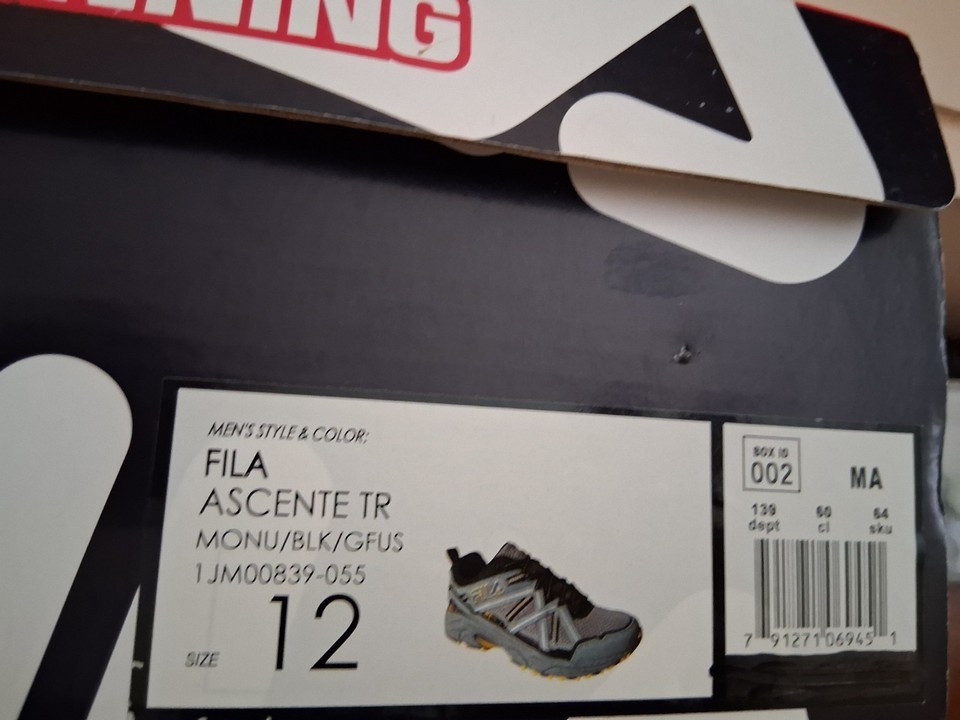 NING
MEN'S STYLE & COLOR:
FILA
ASCENTE TR
MONU/BLK/GFUS
1JM00839-055
SIZE 12
FILA
BOX ID
002
MA
139 60 64
dept cl sku
7 91271 06945 1